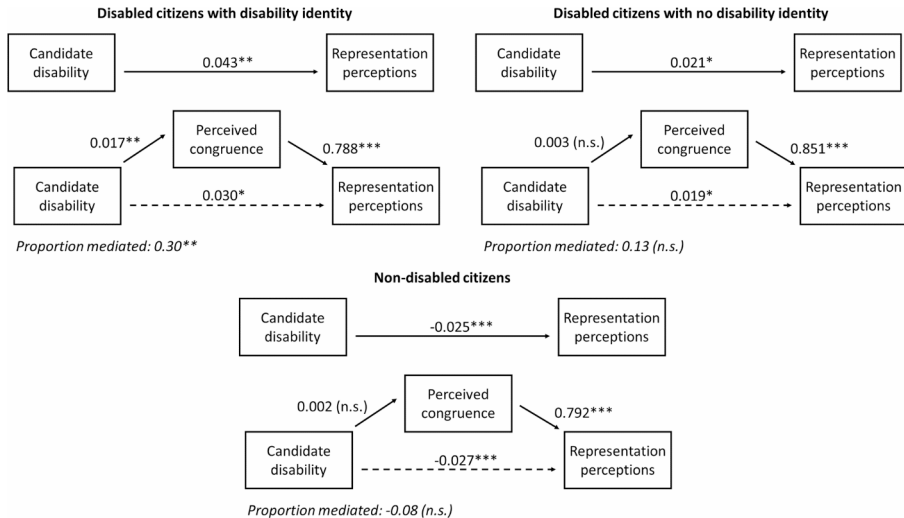 Disabled citizens with disability identity
Candidate
disability
0.043**
Representation
perceptions
0.017**
Perceived
congruence
0.788***
Candidate
disability
0.030*
Representation
perceptions
Proportion mediated: 0.30**
Disabled citizens with no disability identity
Candidate
disability
0.021*
Representation
perceptions
0.003 (n.s.)
Perceived
congruence
0.851***
Candidate
disability
0.019*
Representation
perceptions
Proportion mediated: 0.13 (n.s.)
Non-disabled citizens
Candidate
disability
-0.025***
Representation
perceptions
0.002 (n.s.)
Perceived
congruence
0.792***
Candidate
disability
-0.027***
Representation
perceptions
Proportion mediated: -0.08 (n.s.)